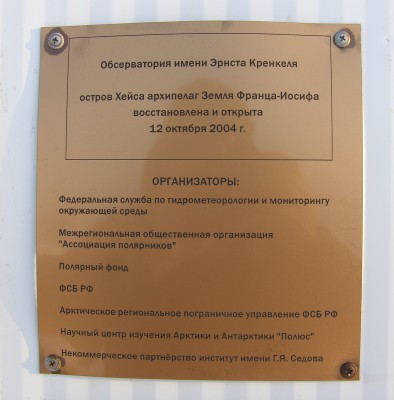 Обсерватория имени Эрнста Кренкеля
остров Хейса архипелаг Земля Франца-Иосифа
восстановлена и открыта
12 октября 2004 г.
ОРГАНИЗАТОРЫ:
Федеральная служба по гидрометеорологии и мониторингу
окружающей среды
Межрегиональная общественная организация
"Ассоциация полярников"
Полярный фонд
ФСБ РФ
Арктическое региональное пограничное управление ФСБ РФ
Научный центр изучения Арктики и Антарктики "Полюс"
Некоммерческое партнёрство институт имени Г.Я. Седова